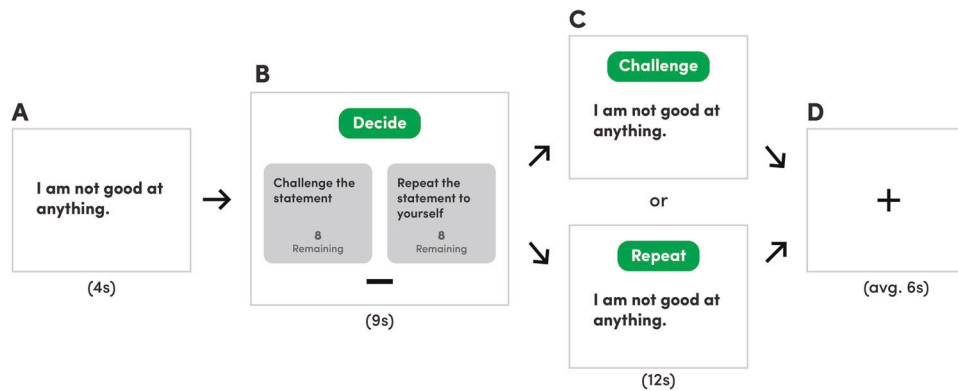 A
I am not good at
anything.
(4s)
B
Decide
Challenge the
statement
8
Remaining
Repeat the
statement to
yourself
8
Remaining
(9s)
C
Challenge
I am not good at
anything.
or
Repeat
I am not good at
anything.
(12s)
D
+
(avg. 6s)